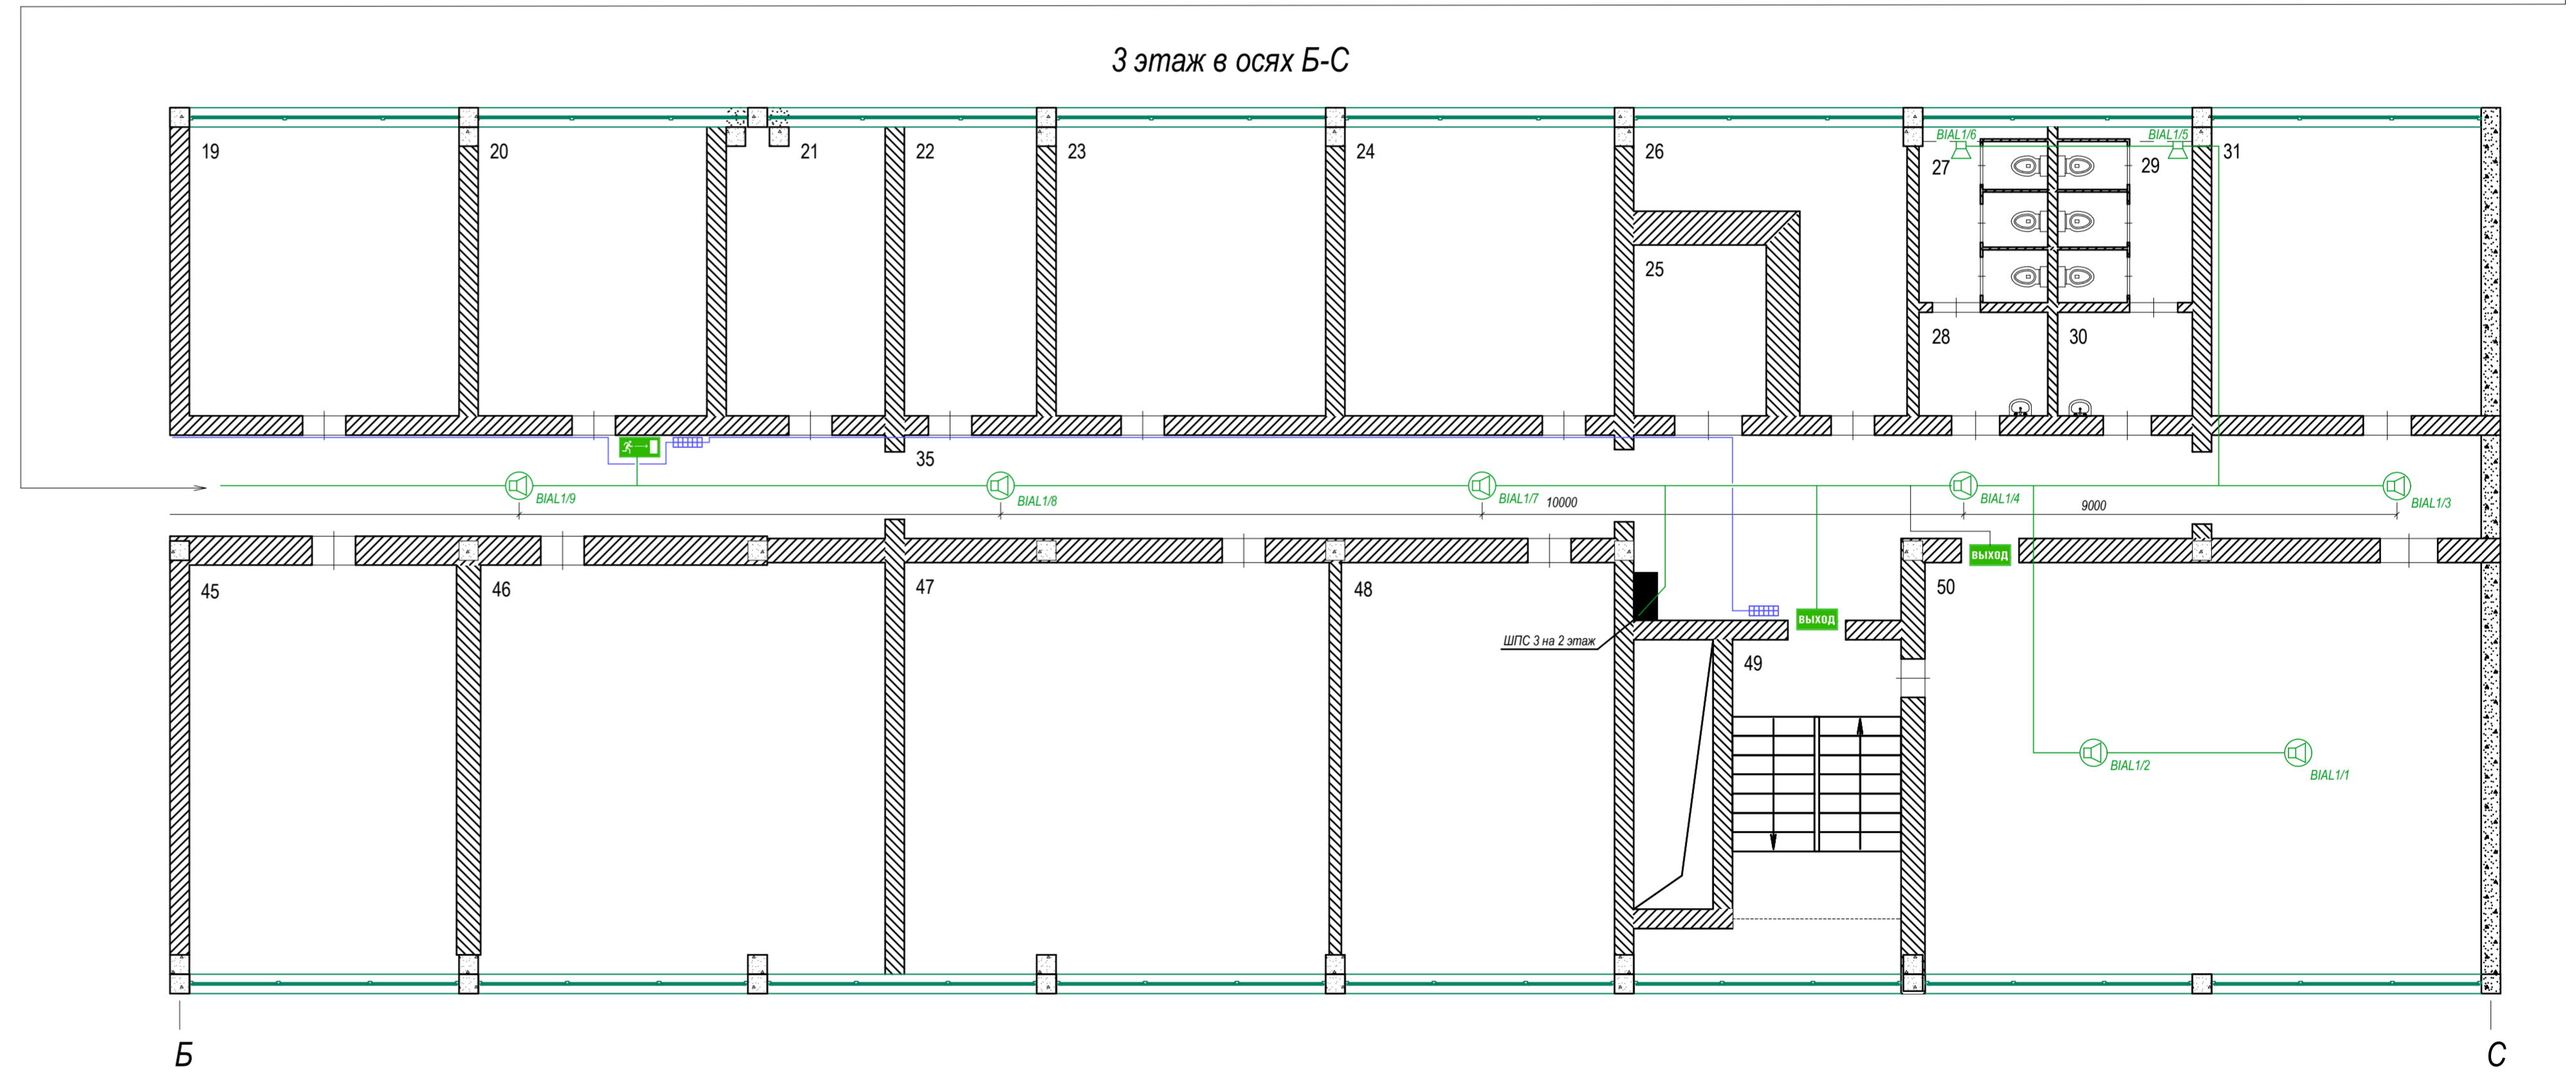 3 этаж в осях Б-С
BIAL1/6
BIAL1/5
19
20
21
22
23
24
26
27
29
31
25
28
30
35
BIAL1/9
BIAL1/8
BIAL1/7
10000
BIAL1/4
9000
BIAL1/3
ВЫХОД
45
46
47
48
50
ВЫХОД
ШПС 3 на 2 этаж
49
BIAL1/2
BIAL1/1
Б
С